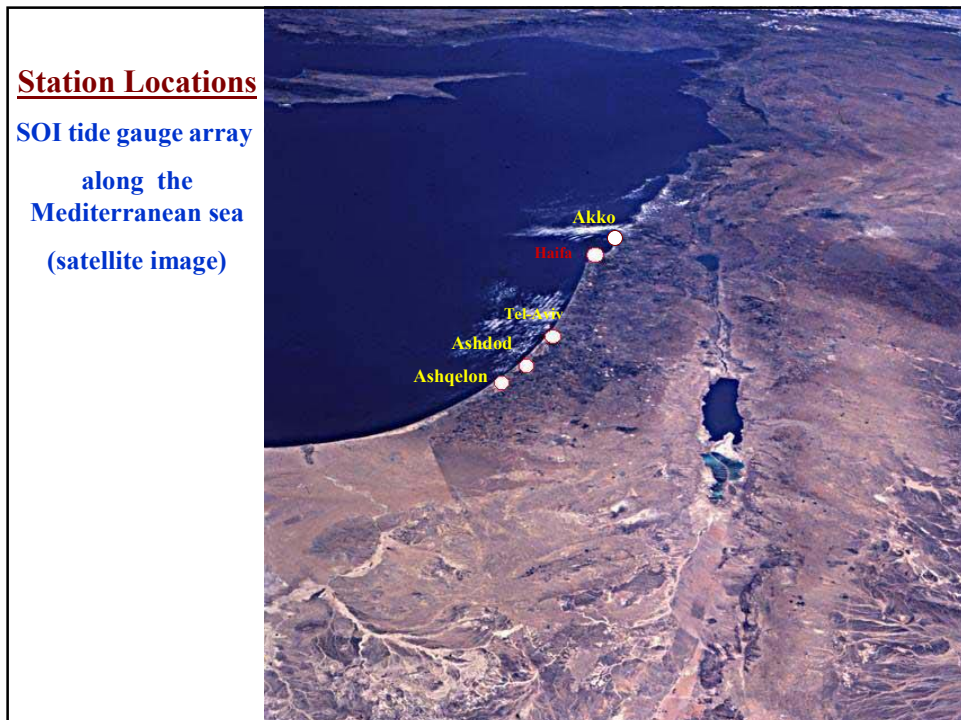 Station Locations
SOI tide gauge array
along the
Mediterranean sea
(satellite image)
Akko
Haifa
Tel-Aviv
Ashdod
Ashqelon